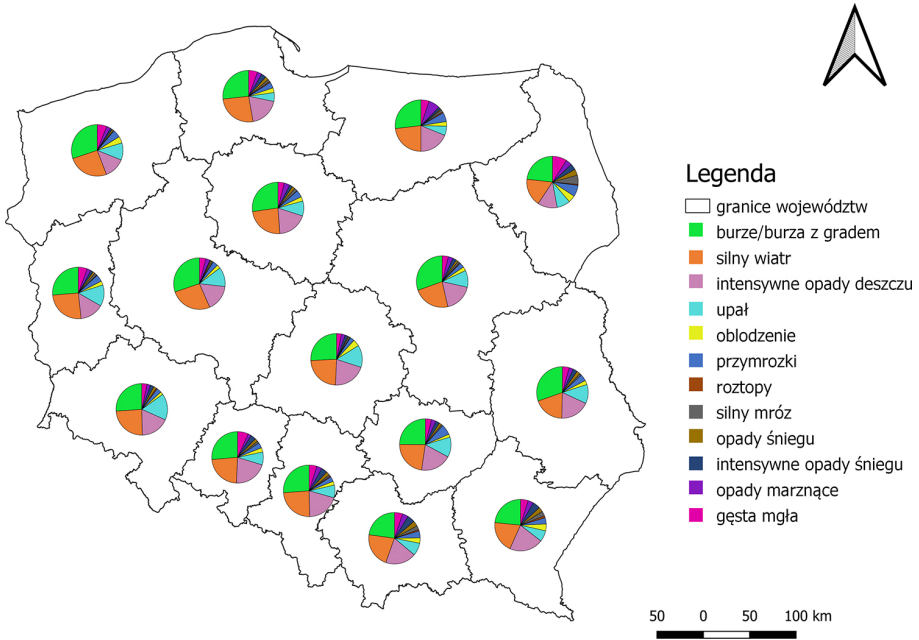 Legenda
granice województw
burze/burza z gradem
silny wiatr
intensywne opady deszczu
upał
oblodzenie
przymrozki
roztopy
silny mróz
opady śniegu
intensywne opady śniegu
opady marznące
gęsta mgła
50 0 50 100 km